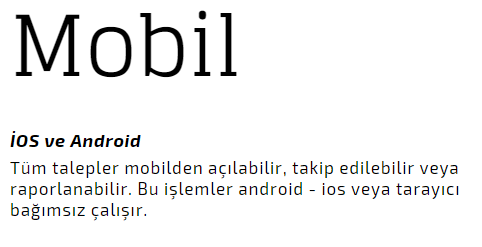 Mobil
İOS ve Android
Tüm talepler mobilden açılabilir, takip edilebilir veya
raporlanabilir. Bu işlemler android - ios veya tarayıcı
bağımsız çalışır.